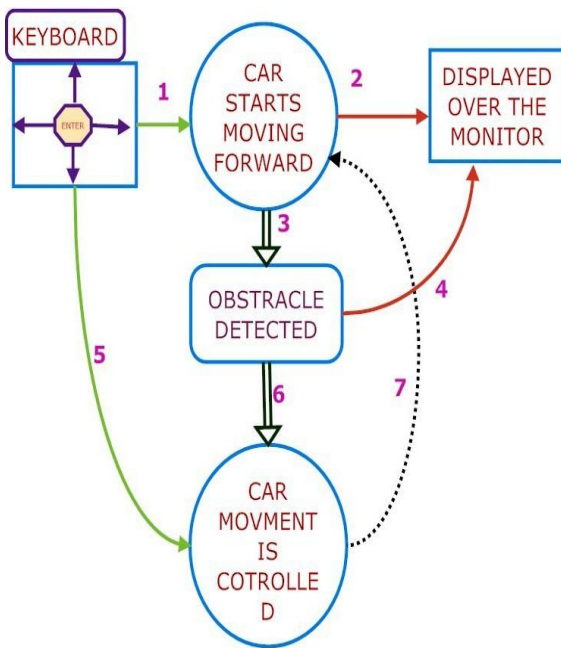 KEYBOARD
ENTER
1
CAR
STARTS
MOVING
FORWARD
2
DISPLAYED
OVER THE
MONITOR
3
OBSTRACLE
DETECTED
4
5
6
7
CAR
MOVMENT
IS
COTROLLE
D